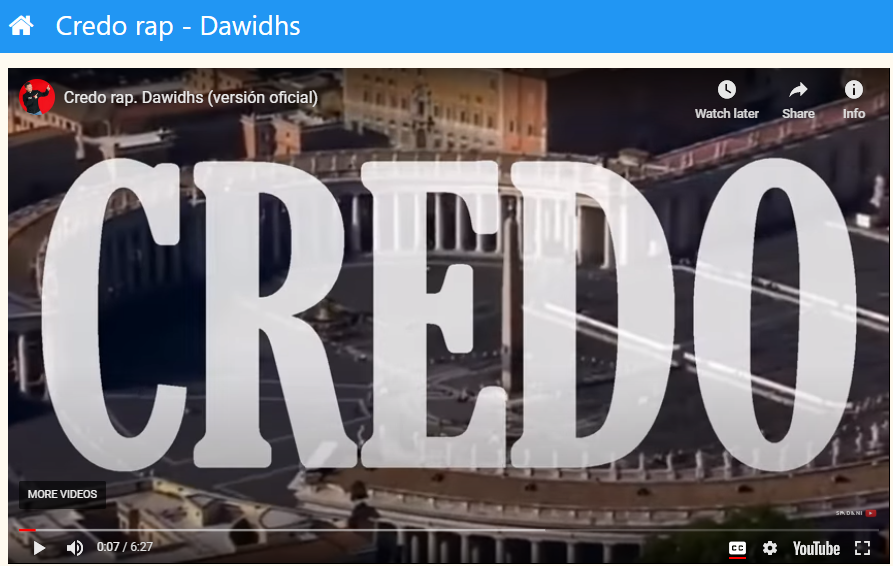 Credo rap - Dawidhs
Credo rap. Dawidhs (versión oficial)
Watch later
Share
Info
CREDO
MORE VIDEOS
0:07 / 6:27
CC
YouTube